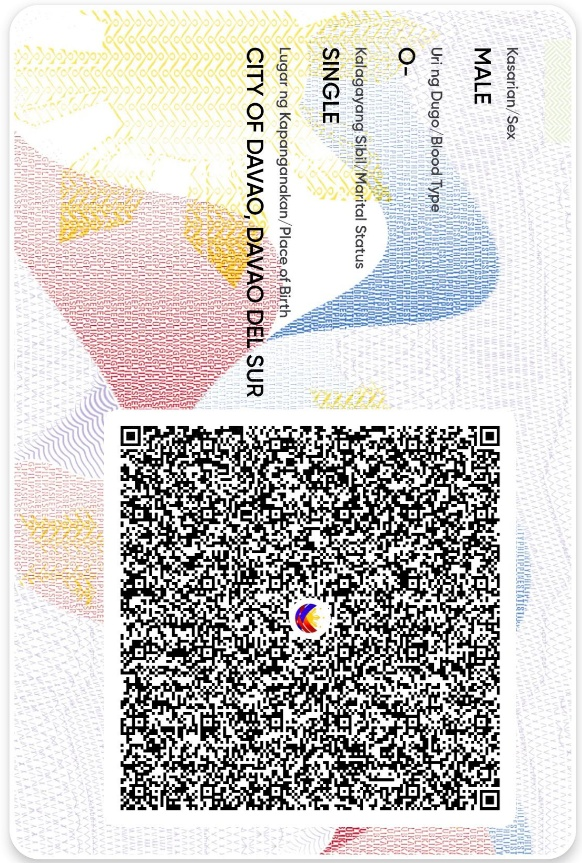 Kasarian/Sex
MALE
Uri ng Dugo/Blood Type
O-
Kalagayang Sibil/Marital Status
SINGLE
Lugar ng Kapanganakan/Place of Birth
CITY OF DAVAO, DAVAO DEL SUR